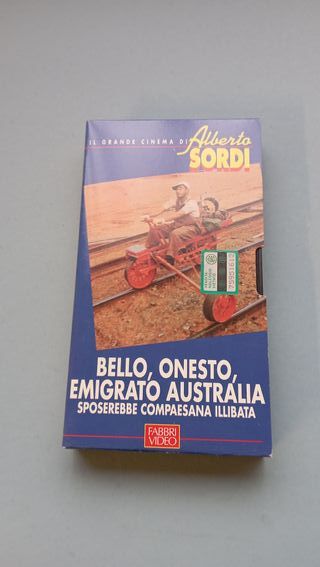 IL GRANDE CINEMA DI Alberto
SORDI
BELLO, ONESTO,
EMIGRATO AUSTRALIA
SPOSEREBBE COMPAESANA ILLIBATA
FABBRI
VIDEO